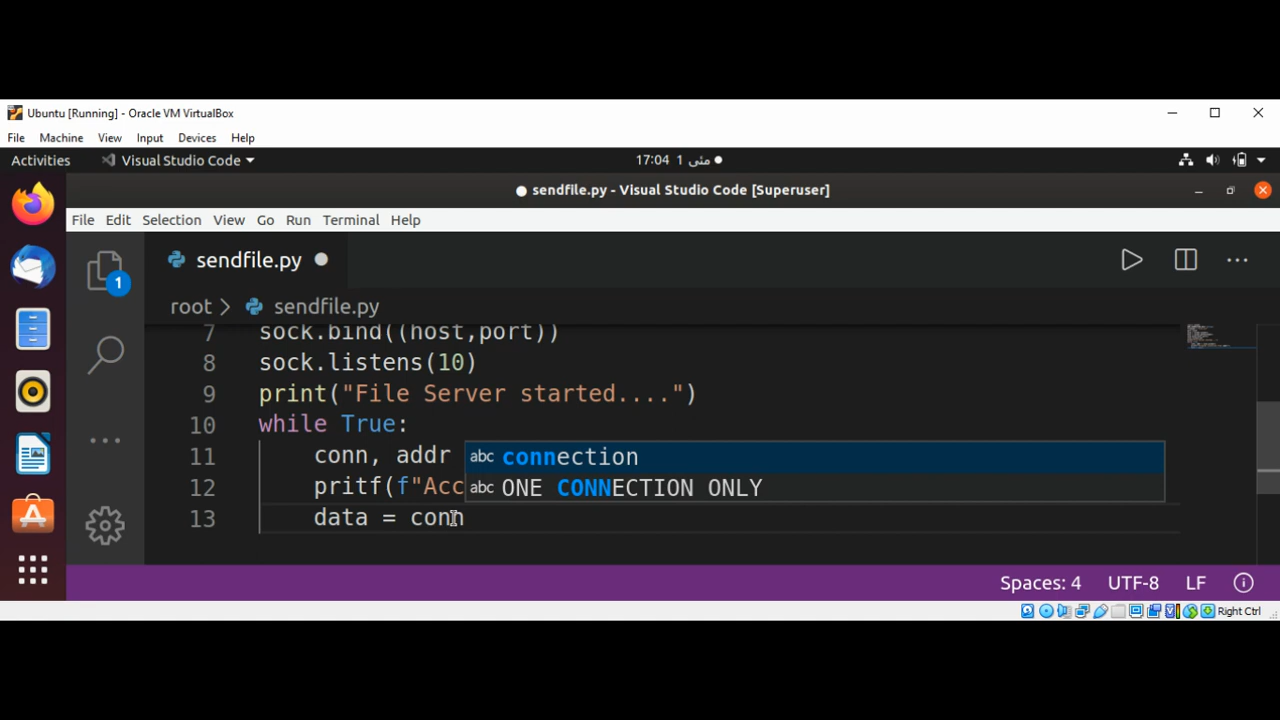 Ubuntu [Running] - Oracle VM VirtualBox
File Machine View Input Devices Help
Activities Visual Studio Code 17:04 1 مئی
sendfile.py - Visual Studio Code [Superuser]
File Edit Selection View Go Run Terminal Help
1 sendfile.py
root > sendfile.py
7 sock.bind((host,port))
8 sock.listens(10)
9 print("File Server started....")
10 while True:
11 conn, addr
abc connection
12 pritf(f"Acc
abc ONE CONNECTION ONLY
13 data = conn
Spaces: 4 UTF-8 LF
Right Ctrl